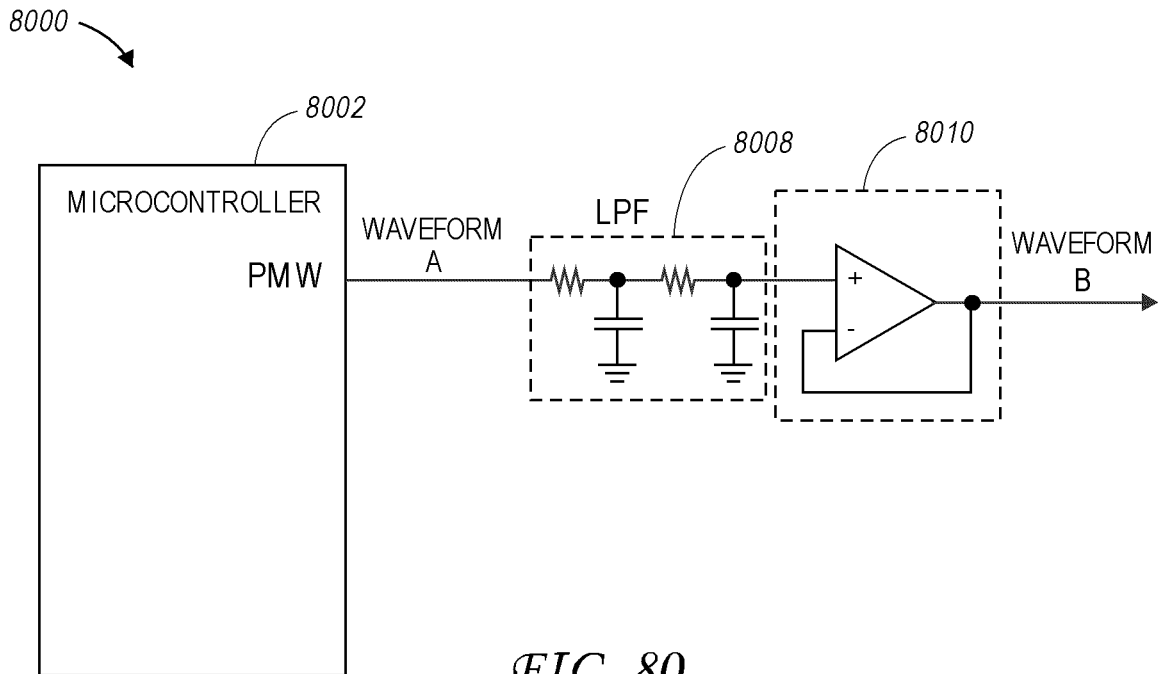 8000
8002
MICROCONTROLLER
PMW
WAVEFORM
A
LPF
8008
8010
+
-
WAVEFORM
B
FIG. 80